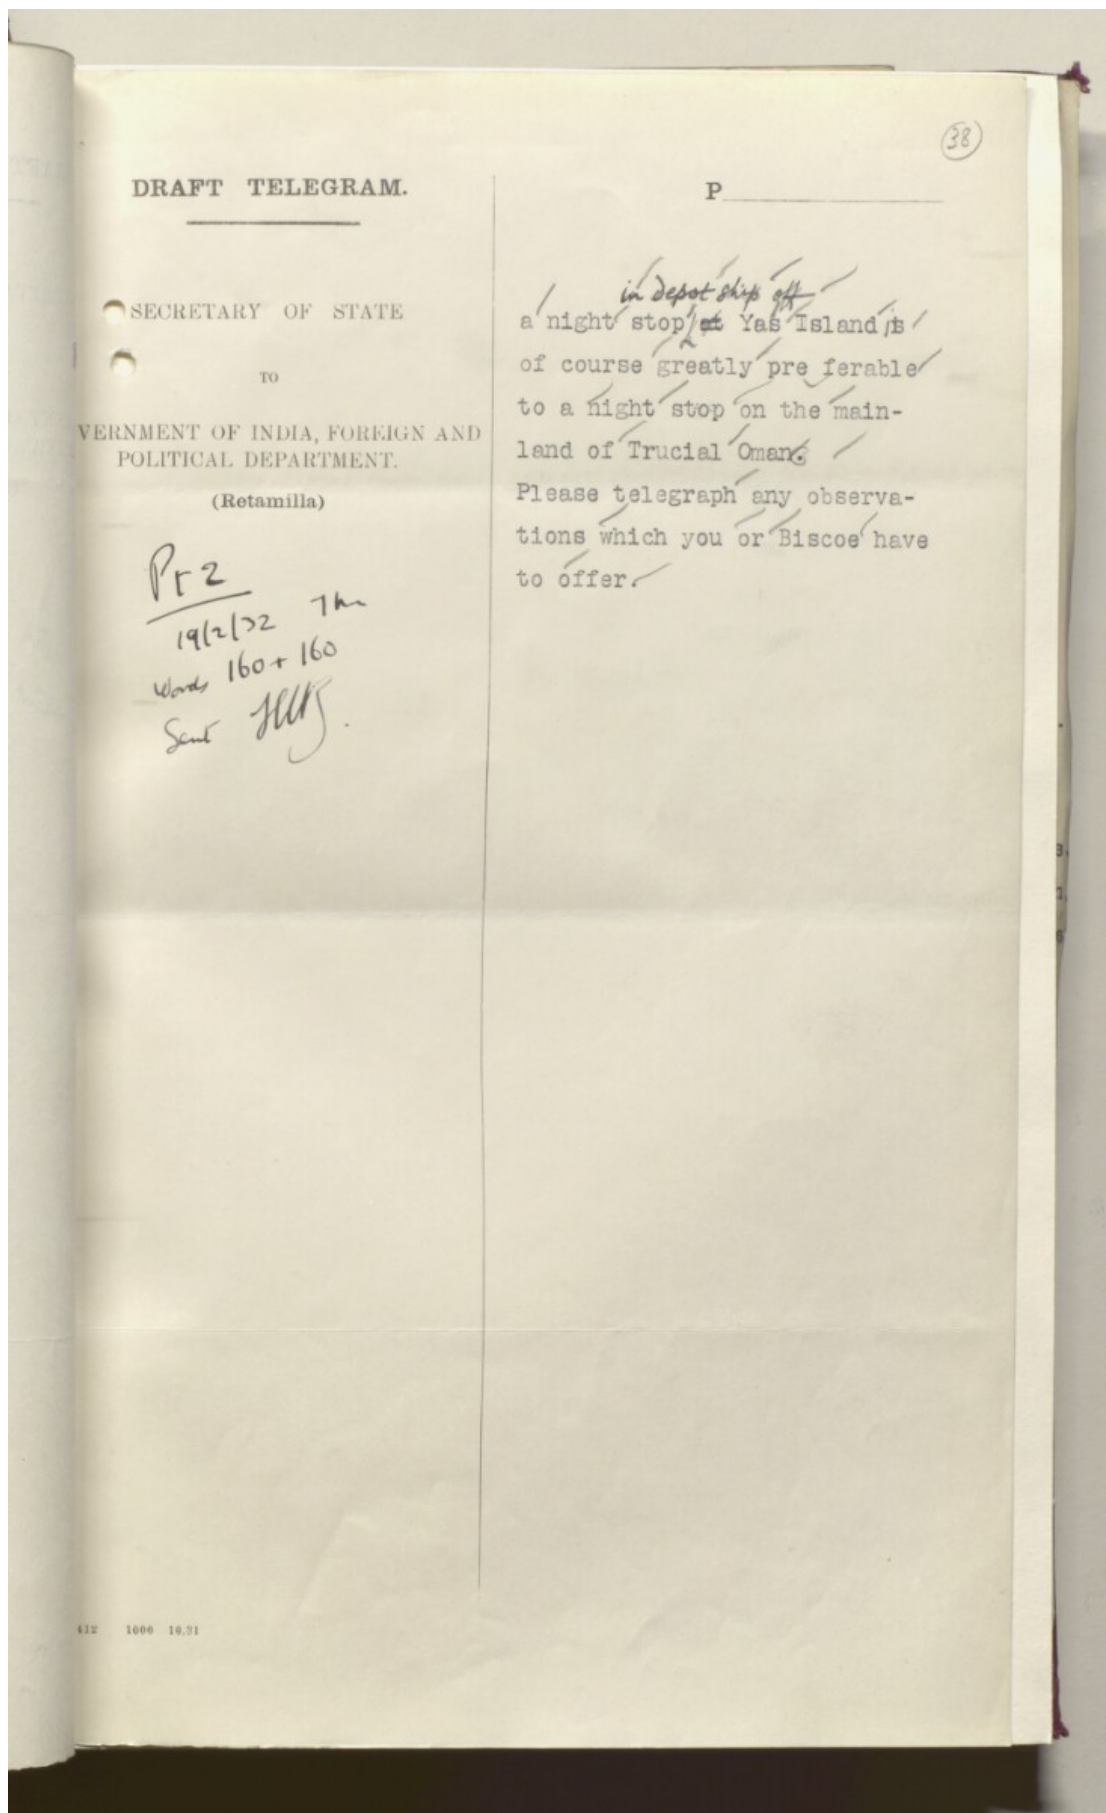 38
DRAFT TELEGRAM.
P
SECRETARY OF STATE
TO
VERNMENT OF INDIA, FOREIGN AND
POLITICAL DEPARTMENT.
(Retamilla)
Pt 2
19/2/32
Words 160 + 160
Sent
in depot ship off
a night stop at Yas Island is
of course greatly pre ferable
to a night stop on the main-
land of Trucial Oman.
Please telegraph any observa-
tions which you or Biscoe have
to offer.
412 1000 10.31